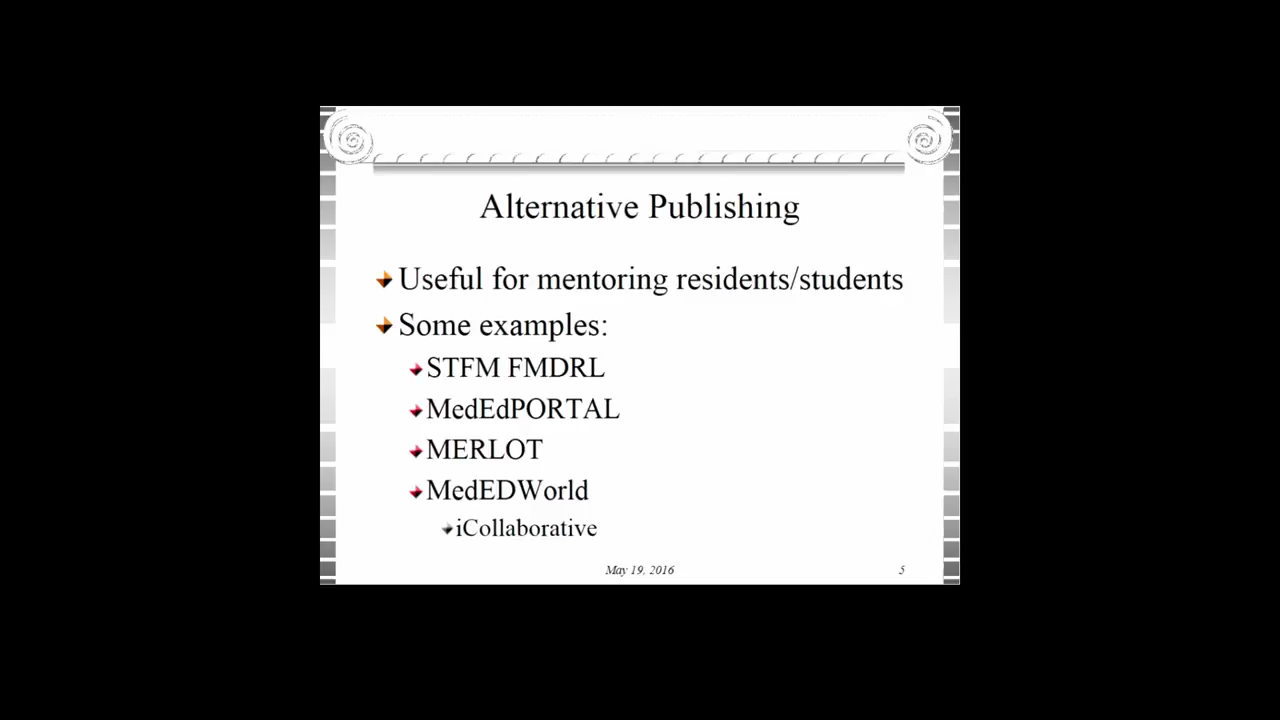 Alternative Publishing
Useful for mentoring residents/students
Some examples:
STFM FMDRL
MedEdPORTAL
MERLOT
MedEDWorld
iCollaborative
May 19, 2016
5